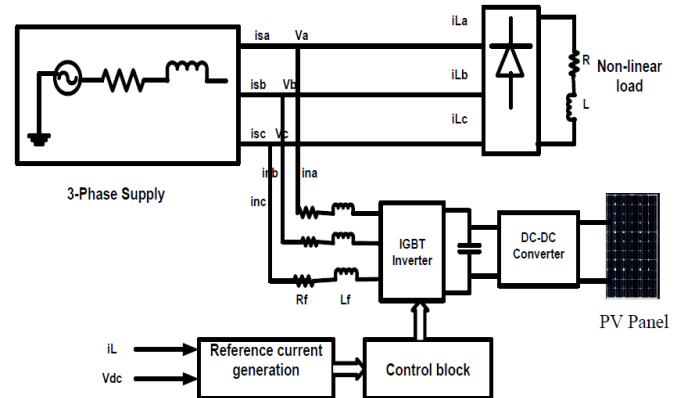 isa
Va
iLa
isb
Vb
iLb
isc
Vc
iLc
R
L
Non-linear
load
3-Phase Supply
inb
ina
inc
Rf
Lf
IGBT
Inverter
DC-DC
Converter
PV Panel
iL
Vdc
Reference current
generation
Control block